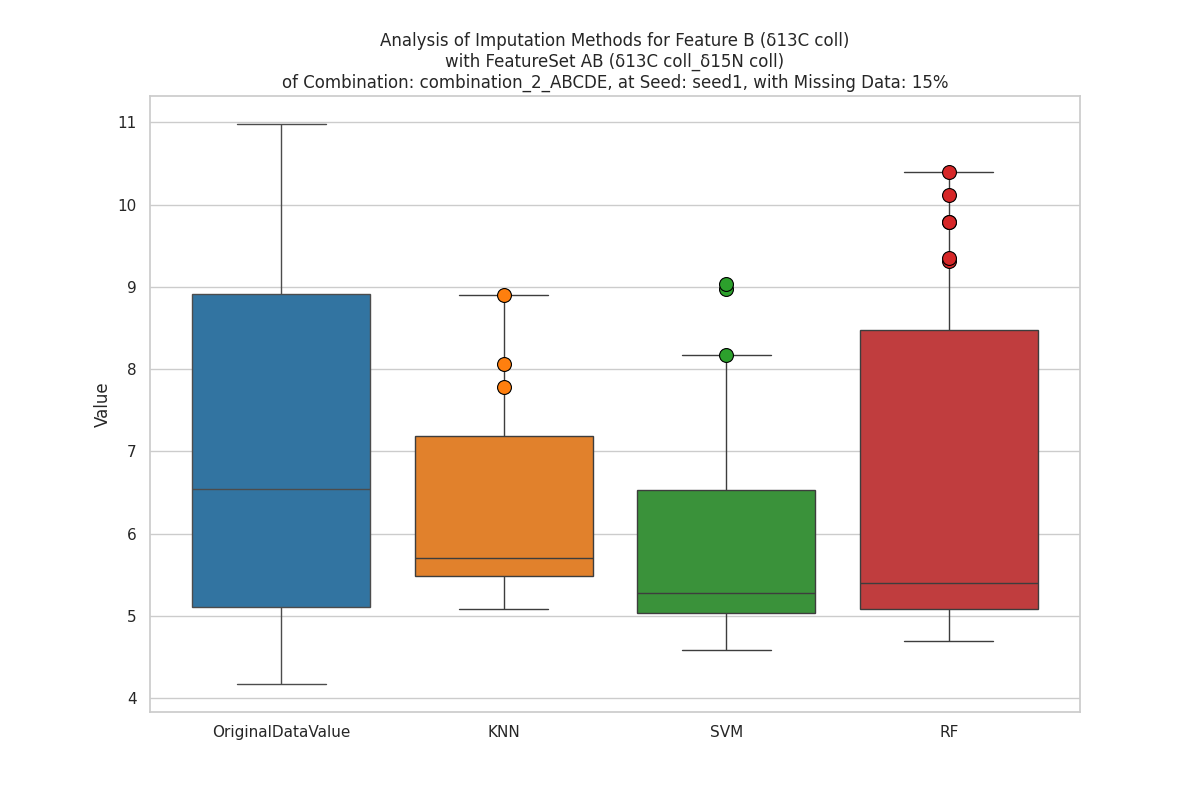 Analysis of Imputation Methods for Feature B (δ13C coll)
with FeatureSet AB (δ13C coll_δ15N coll)
of Combination: combination_2_ABCDE, at Seed: seed1, with Missing Data: 15%
11
10
9
8
7
6
5
4
Value
OriginalDataValue KNN SVM RF